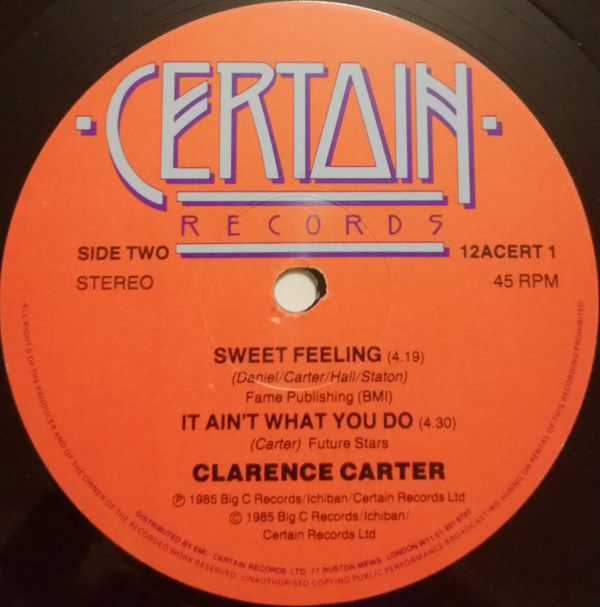 CERTAIN
RECORDS
SIDE TWO 12ACERT 1
STEREO 45 RPM
SWEET FEELING (4.19)
(Daniel/Carter/Hall/Staton)
Fame Publishing (BMI)
IT AIN'T WHAT YOU DO (4.30)
(Carter) Future Stars
CLARENCE CARTER
Ⓟ 1985 Big C Records/Ichiban/Certain Records Ltd
© 1985 Big C Records/Ichiban/
Certain Records Ltd
DISTRIBUTED BY EMI CERTAIN RECORDS LTD. 11 RUSTON MEWS, LONDON W11 01-221
ALL RIGHTS OF THE PRODUCER AND OF THE OWNER OF THE RECORDED WORK RESERVED. UNAUTHORISED COPYING PUBLIC PERFORMANCE BROADCASTING HIRING OR RENTAL OF THIS RECORDING PROHIBITED